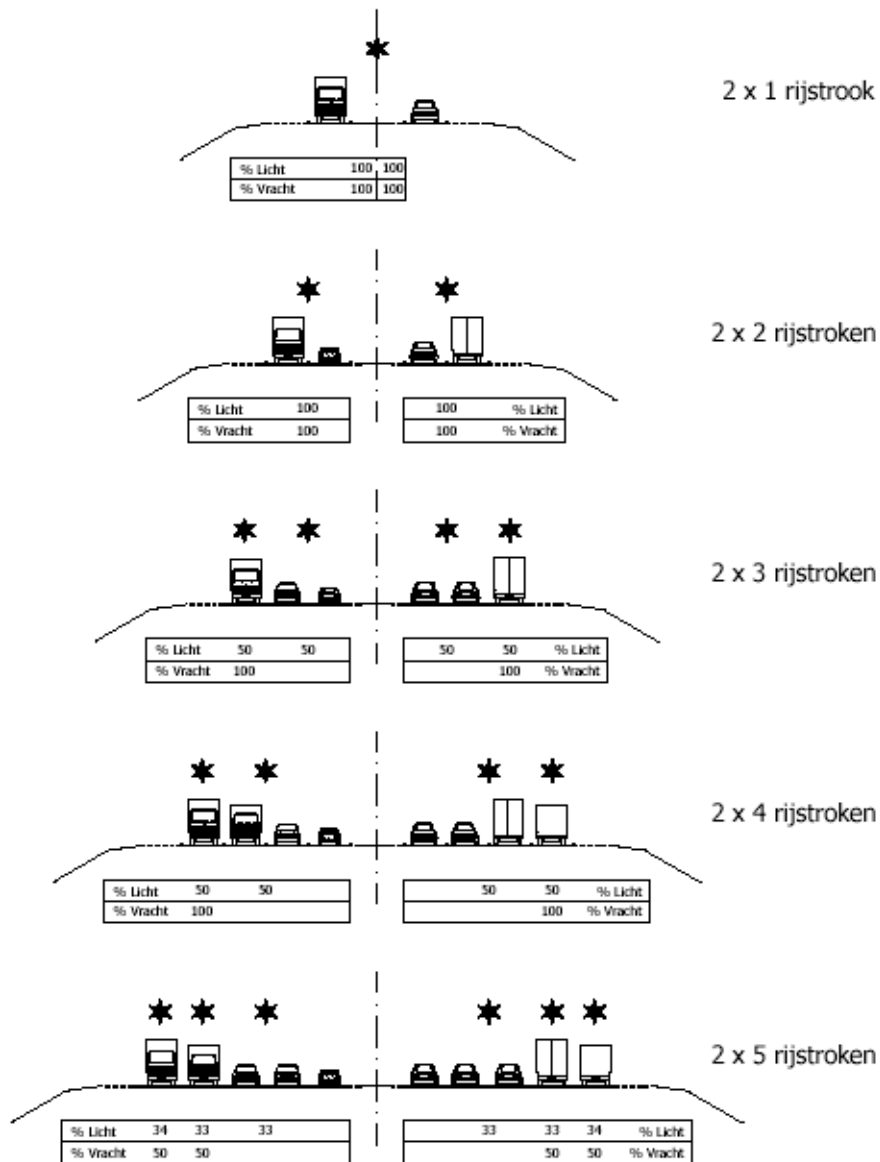 2 x 1 rijstrook
% Licht 100 100
% Vracht 100 100
2 x 2 rijstroken
% Licht 100 100 % Licht
% Vracht 100 100 % Vracht
2 x 3 rijstroken
% Licht 50 50 50 50 % Licht
% Vracht 100 100 % Vracht
2 x 4 rijstroken
% Licht 50 50 50 50 % Licht
% Vracht 100 100 % Vracht
2 x 5 rijstroken
% Licht 34 33 33 33 33 34 % Licht
% Vracht 50 50 50 50 % Vracht